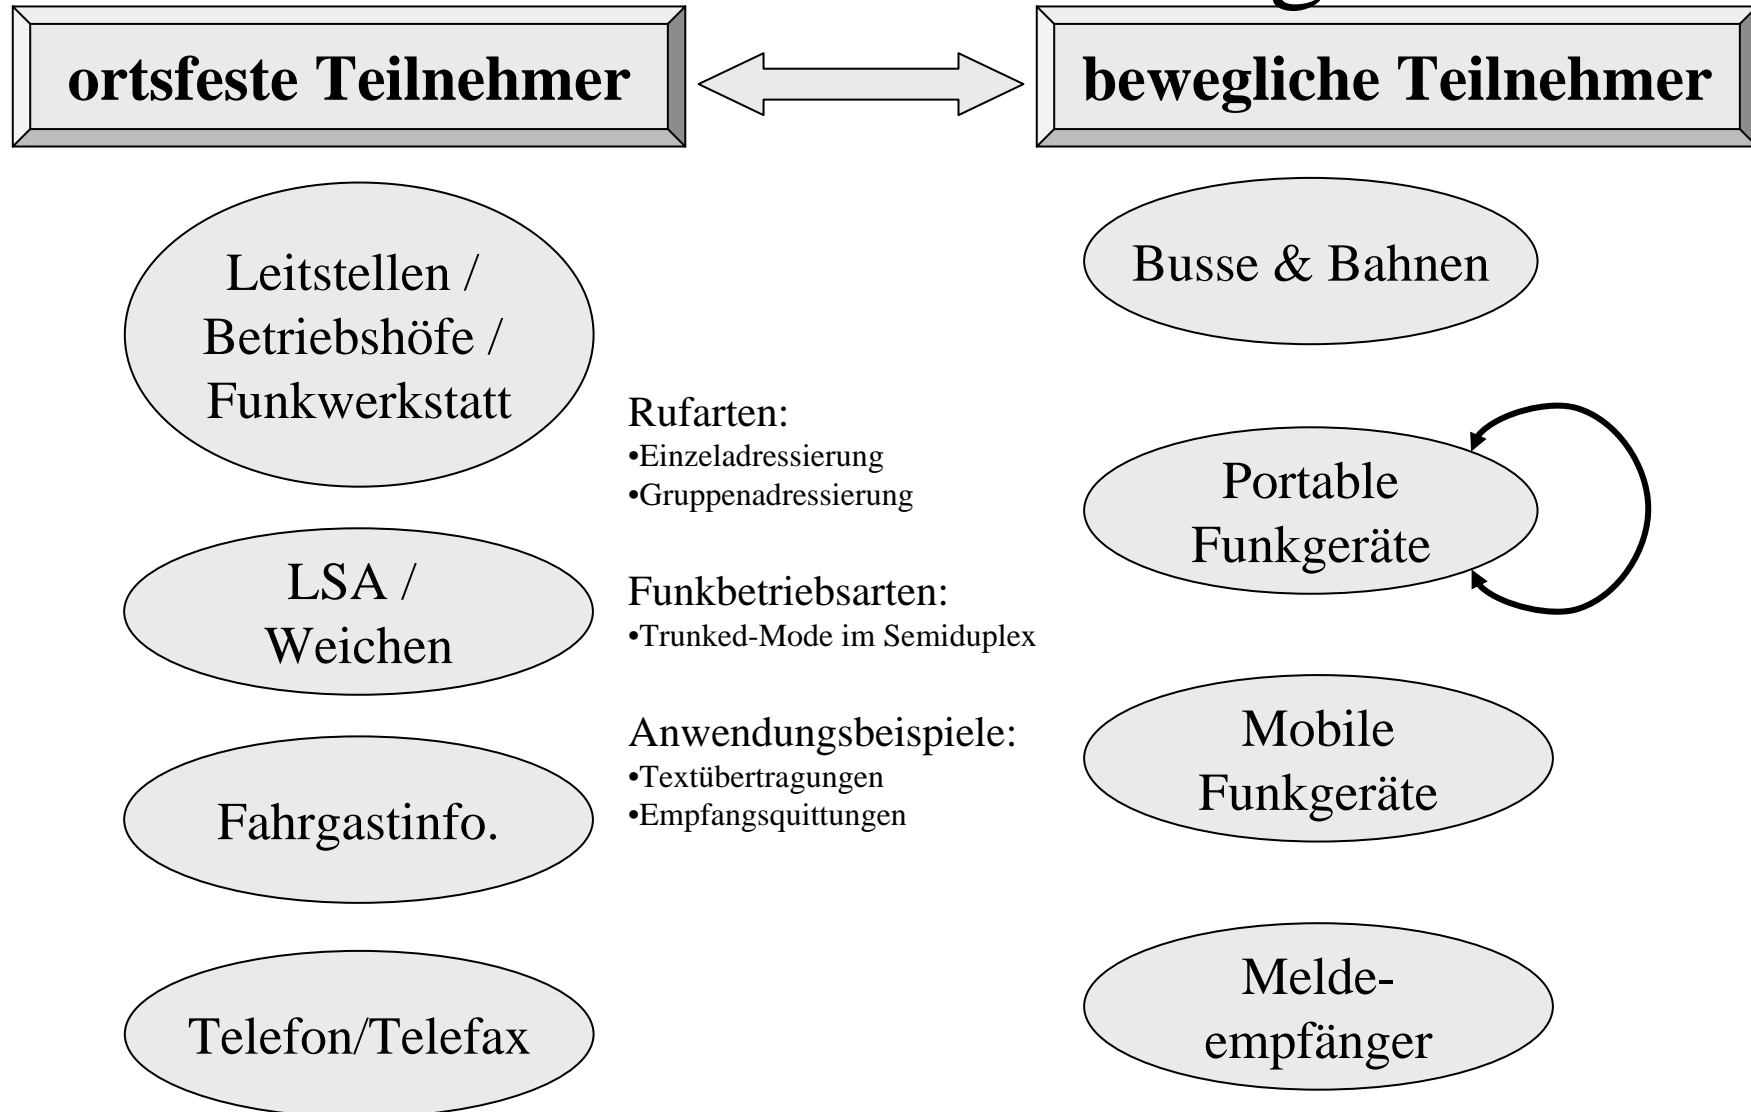 ortsfeste Teilnehmer
bewegliche Teilnehmer
Leitstellen /
Betriebshöfe /
Funkwerkstatt
LSA /
Weichen
Fahrgastinfo.
Telefon/Telefax
Rufarten:
•Einzeladressierung
•Gruppenadressierung
Funkbetriebsarten:
•Trunked-Mode im Semiduplex
Anwendungsbeispiele:
•Textübertragungen
•Empfangsquittungen
Busse & Bahnen
Portable
Funkgeräte
Mobile
Funkgeräte
Melde-
empfänger